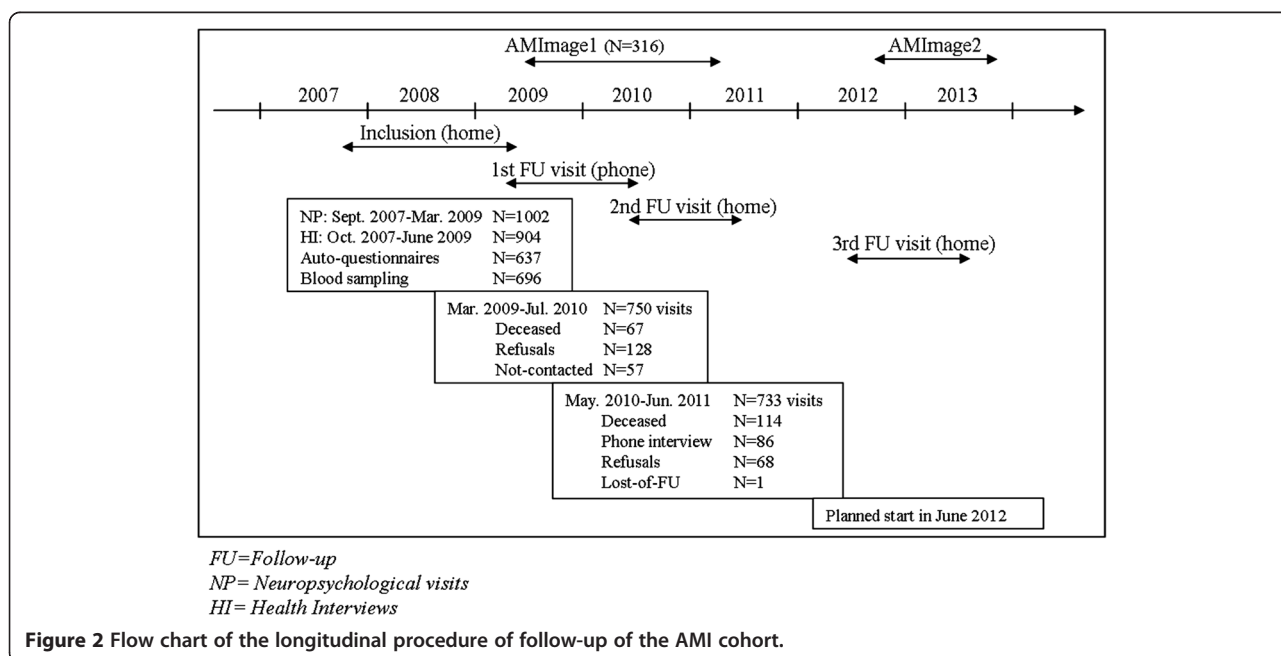 AMImage1 (N=316) AMImage2
2007 2008 2009 2010 2011 2012 2013
Inclusion (home)
1st FU visit (phone)
2nd FU visit (home)
3rd FU visit (home)
NP: Sept. 2007-Mar. 2009 N=1002
HI: Oct. 2007-June 2009 N=904
Auto-questionnaires N=637
Blood sampling N=696
Mar. 2009-Jul. 2010 N=750 visits
Deceased N=67
Refusals N=128
Not-contacted N=57
May. 2010-Jun. 2011 N=733 visits
Deceased N=114
Phone interview N=86
Refusals N=68
Lost-of-FU N=1
Planned start in June 2012
FU=Follow-up
NP= Neuropsychological visits
HI= Health Interviews
Figure 2 Flow chart of the longitudinal procedure of follow-up of the AMI cohort.